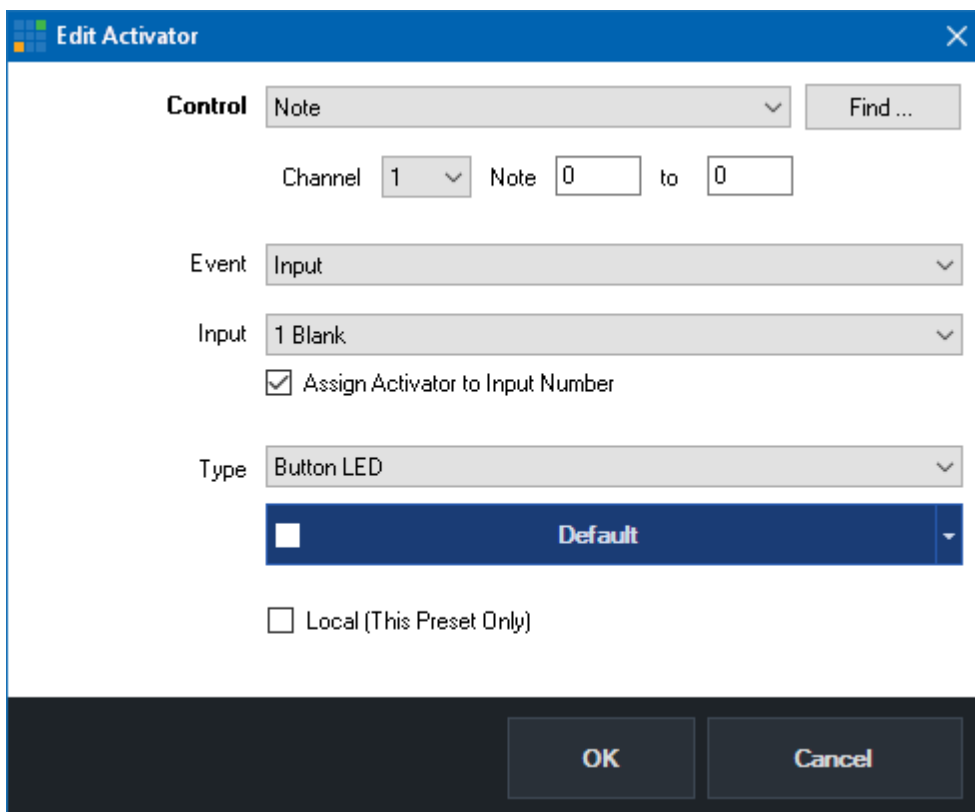 Edit Activator
Control Note Find ...
Channel 1 Note 0 to 0
Event Input
Input 1 Blank
Assign Activator to Input Number
Type Button LED
Default
Local (This Preset Only)
OK Cancel